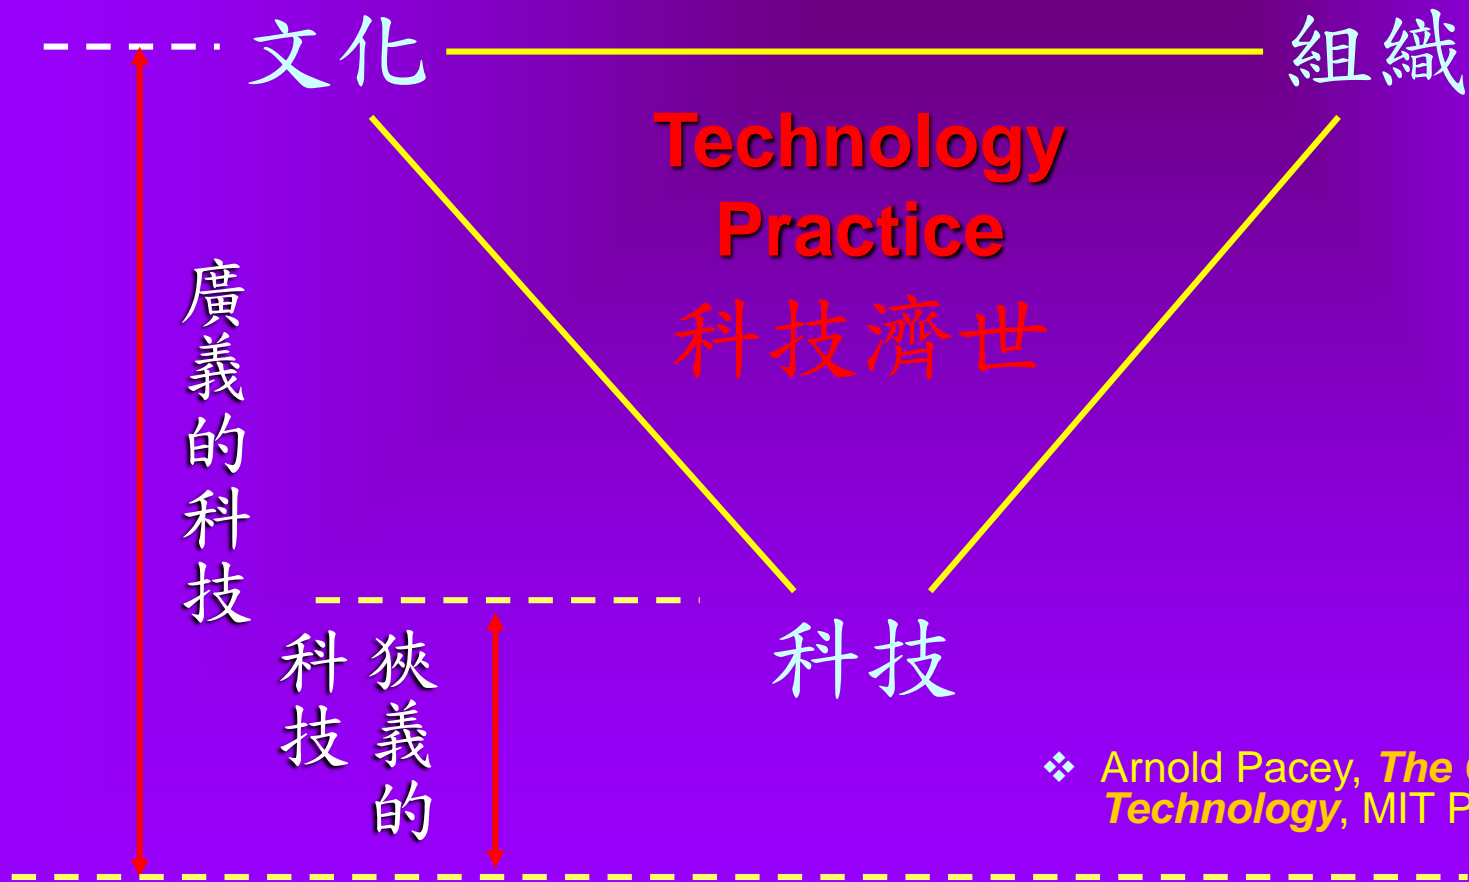 文化
組織
Technology
Practice
科技濟世
廣義的科技
狹義的
科技
科技
Arnold Pacey, The
Technology, MIT